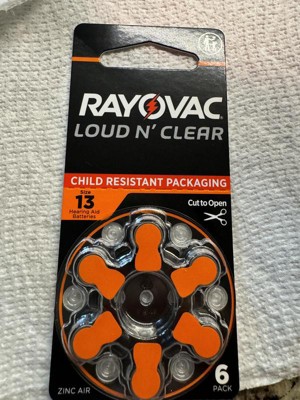 RAYOVAC
LOUD N' CLEAR
CHILD RESISTANT PACKAGING
Size
13
Hearing Aid
Batteries
Cut to Open
ZINC AIR
6
PACK